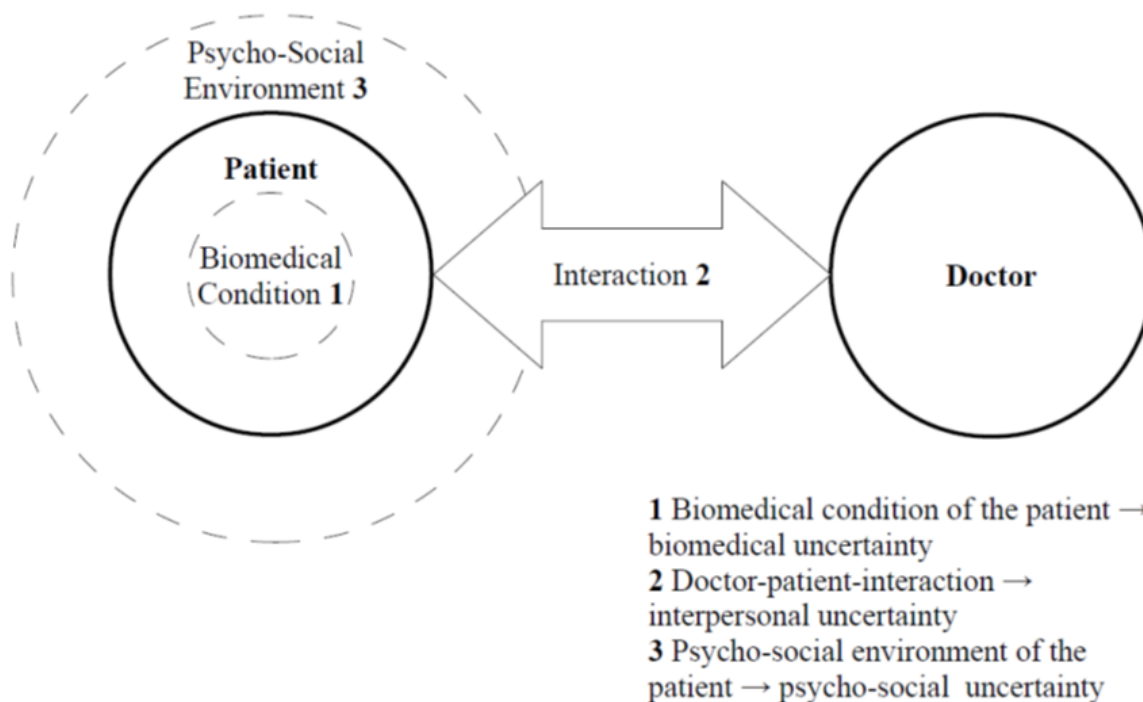 Psycho-Social
Environment 3
Patient
Biomedical
Condition 1
Interaction 2
Doctor
1 Biomedical condition of the patient →
biomedical uncertainty
2 Doctor-patient-interaction →
interpersonal uncertainty
3 Psycho-social environment of the
patient → psycho-social uncertainty